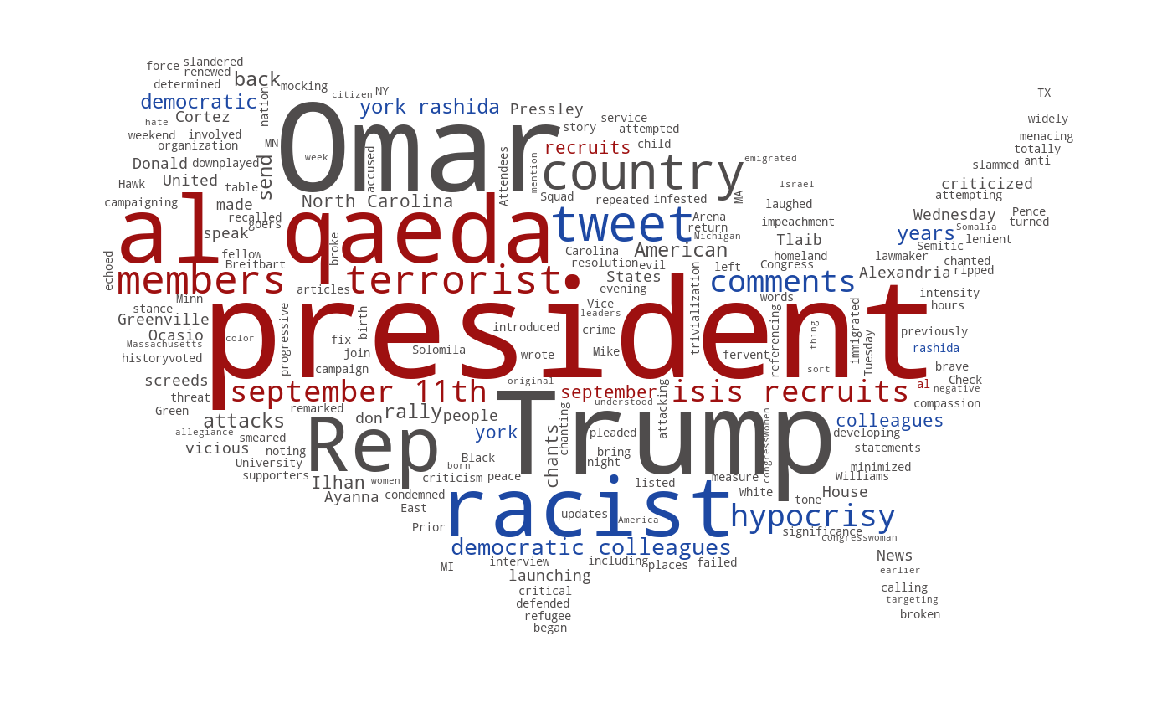 force slandered
renewed
determined back mocking
citizen NY
TX
democratic nation york rashida Pressley
hate Cortez Omar service widely
weekend involved MN story attempted menacing
organization week accused Attendees recruits child totally
Donald downplayed send mention country emigrated slammed anti
Hawk United table Squad MA Israel criticized
campaigning made North Carolina repeated infested laughed attempting
al qaeda tweet Arena impeachment Wednesday Pence
recalled goers return Somalia turned
speak broke Michigan Tlaib years lenient
echoed fellow Carolina American homeland Semitic
Breitbart resolution evil left Congress lawmaker chanted
members terrorist States comments Alexandria ripped
articles evening words intensity
Minn president Vice trivialization hours
stance birth leaders referencing immigrated
Greenville progressive introduced crime thing Tuesday previously
Ocasio color fix Solomila
Massachusetts join wrote Mike fervent rashida
historyvoted campaign sort brave
screeds original al Check
threat september 11th september isis recruits negative
Green remarked Trump understood compassion
attacks don rally people chanting attacking congresswomen colleagues
allegiance smeared Rep york chants pleaded developing
vicious noting Black bring statements
University born night minimized
supporters Ilhan women criticism peace listed measure Williams
Ayanna condemned racist White tone House
East updates America hypocrisy
Prior significance
democratic colleagues congresswoman
MI interview including places failed News
launching earlier
critical calling
defended targeting
refugee broken
began